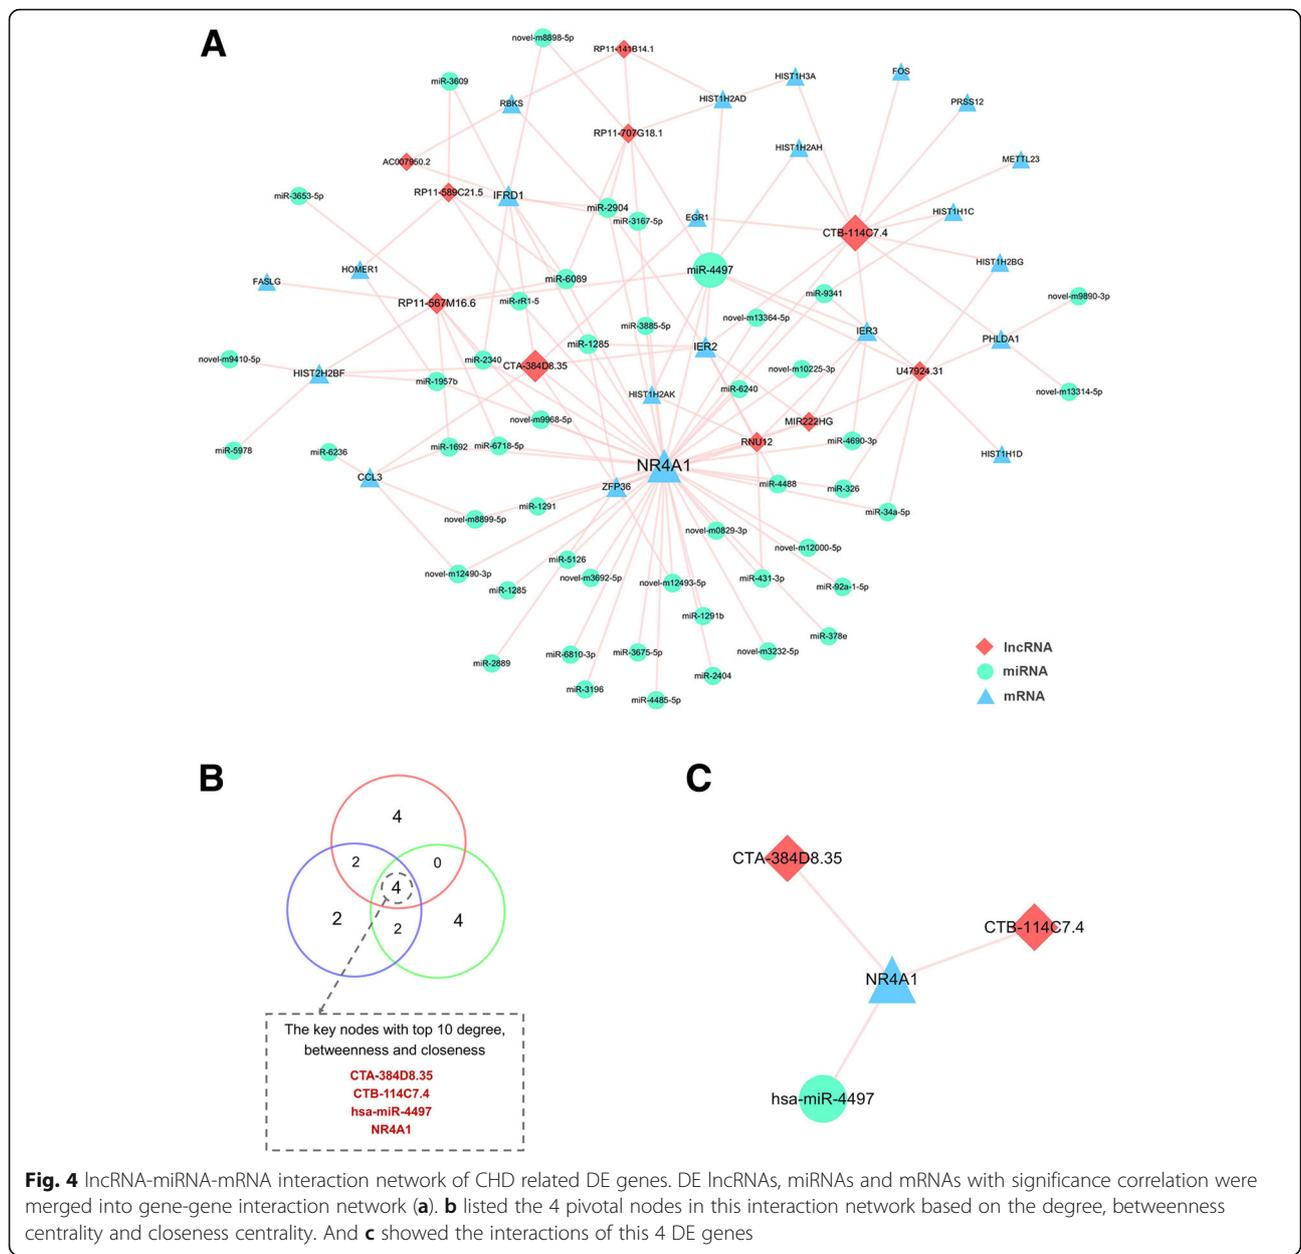 A
novel-m8898-5p
RP11-141B14.1
miR-3609
RBKS
HIST1H2AD
HIST1H3A
FOS
PRSS12
RP11-707G18.1
HIST1H2AH
METTL23
AC007950.2
RP11-589C21.5
IFRD1
miR-3653-5p
miR-2904
miR-3167-5p
EGR1
HIST1H1C
CTB-114C7.4
HOMER1
FASLG
miR-6089
miR-4497
HIST1H2BG
RP11-567M16.6
miR-rR1-5
miR-9341
novel-m9890-3p
miR-3885-5p
novel-m13364-5p
IER3
PHLDA1
miR-1285
IER2
novel-m9410-5p
HIST2H2BF
miR-2340
CTA-384D8.35
novel-m10225-3p
U47924.31
miR-1957b
HIST1H2AK
miR-6240
novel-m13314-5p
novel-m9968-5p
MIR222HG
miR-5978
miR-6236
miR-1692
miR-6718-5p
RNU12
miR-4690-3p
HIST1H1D
NR4A1
CCL3
ZFP36
miR-4488
miR-326
miR-1291
novel-m8899-5p
miR-34a-5p
novel-m0829-3p
miR-5126
novel-m12000-5p
novel-m12490-3p
novel-m3692-5p
novel-m12493-5p
miR-431-3p
miR-1285
miR-92a-1-5p
miR-1291b
miR-378e
miR-2889
miR-6810-3p
miR-3675-5p
novel-m3232-5p
miR-3196
miR-4485-5p
miR-2404
lncRNA
miRNA
mRNA
B
4
2
0
4
2
4
2
The key nodes with top 10 degree,
betweenness and closeness
CTA-384D8.35
CTB-114C7.4
hsa-miR-4497
NR4A1
C
CTA-384D8.35
CTB-114C7.4
NR4A1
hsa-miR-4497
Fig. 4 lncRNA-miRNA-mRNA interaction network of CHD related DE genes. DE lncRNAs, miRNAs and mRNAs with significance correlation were
merged into gene-gene interaction network (a). b listed the 4 pivotal nodes in this interaction network based on the degree, betweenness
centrality and closeness centrality. And c showed the interactions of this 4 DE genes